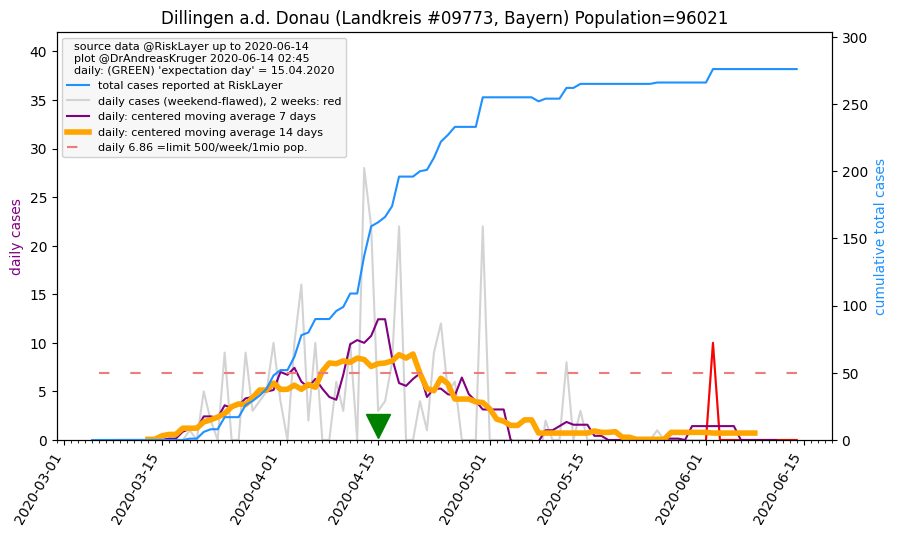 Dillingen a.d. Donau (Landkreis #09773, Bayern) Population=96021
source data @RiskLayer up to 2020-06-14
plot @DrAndreasKruger 2020-06-14 02:45
daily: (GREEN) 'expectation day' = 15.04.2020
total cases reported at RiskLayer
daily cases (weekend-flawed), 2 weeks: red
daily: centered moving average 7 days
daily: centered moving average 14 days
daily 6.86 =limit 500/week/1mio pop.
daily cases
40
35
30
25
20
15
10
5
0
cumulative total cases
300
250
200
150
100
50
0
2020-03-01
2020-03-15
2020-04-01
2020-04-15
2020-05-01
2020-05-15
2020-06-01
2020-06-15